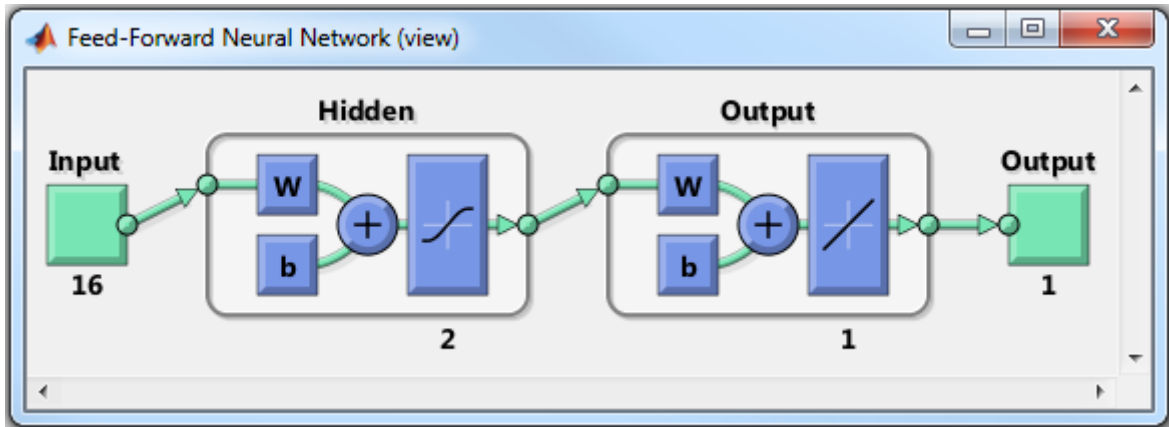 Feed-Forward Neural Network (view)
Hidden
Output
Input
W
W
Output
b
b
16
1
2
1